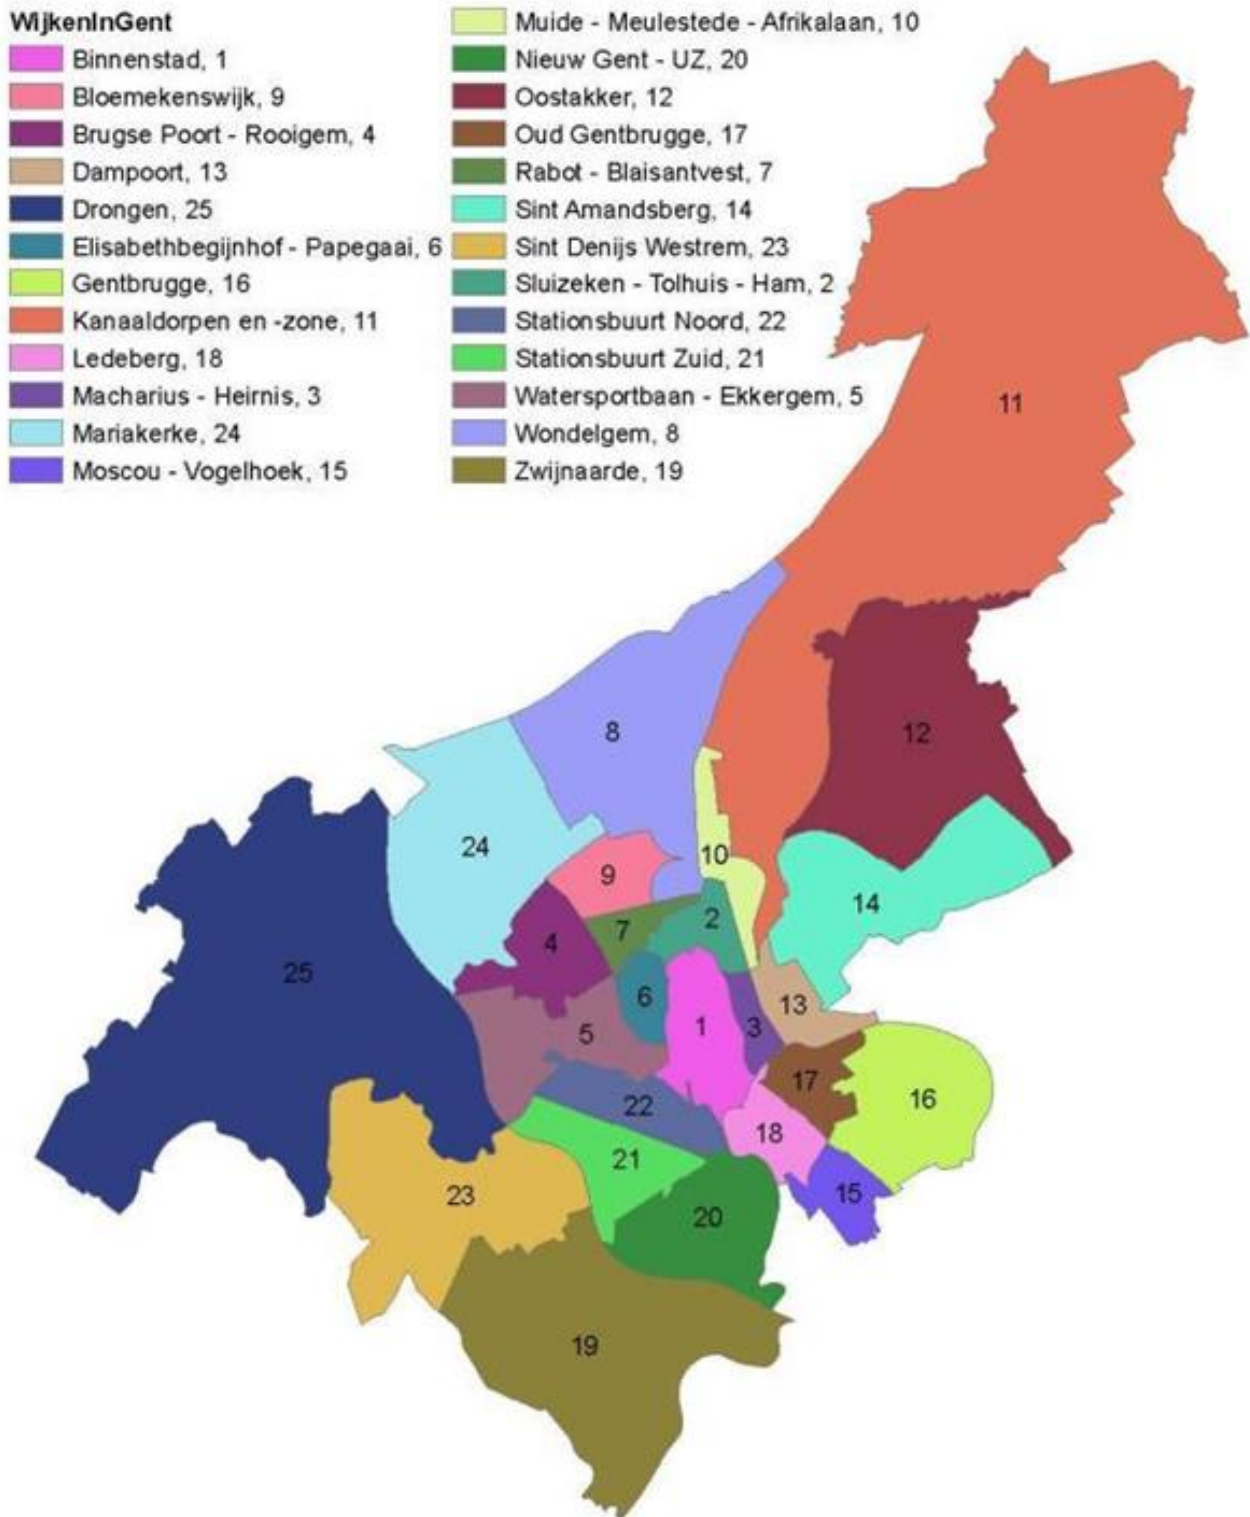 WijkenInGent
Binnenstad, 1
Bloemekenswijk, 9
Brugse Poort - Rooigem, 4
Dampoort, 13
Drongen, 25
Elisabethbegijnhof - Papegaai, 6
Gentbrugge, 16
Kanaaldorpen en -zone, 11
Ledeberg, 18
Macharius - Heirnis, 3
Mariakerke, 24
Moscou - Vogelhoek, 15
Muide - Meulestede - Afrikalaan, 10
Nieuw Gent - UZ, 20
Oostakker, 12
Oud Gentbrugge, 17
Rabot - Blaisantvest, 7
Sint Amandsberg, 14
Sint Denijs Westrem, 23
Sluizeken - Tolhuis - Ham, 2
Stationsbuurt Noord, 22
Stationsbuurt Zuid, 21
Watersportbaan - Ekkergem, 5
Wondelgem, 8
Zwijnaarde, 19
11
8
12
24
10
9
14
2
7
4
25
6
13
1
3
5
17
16
22
18
21
15
23
20
19